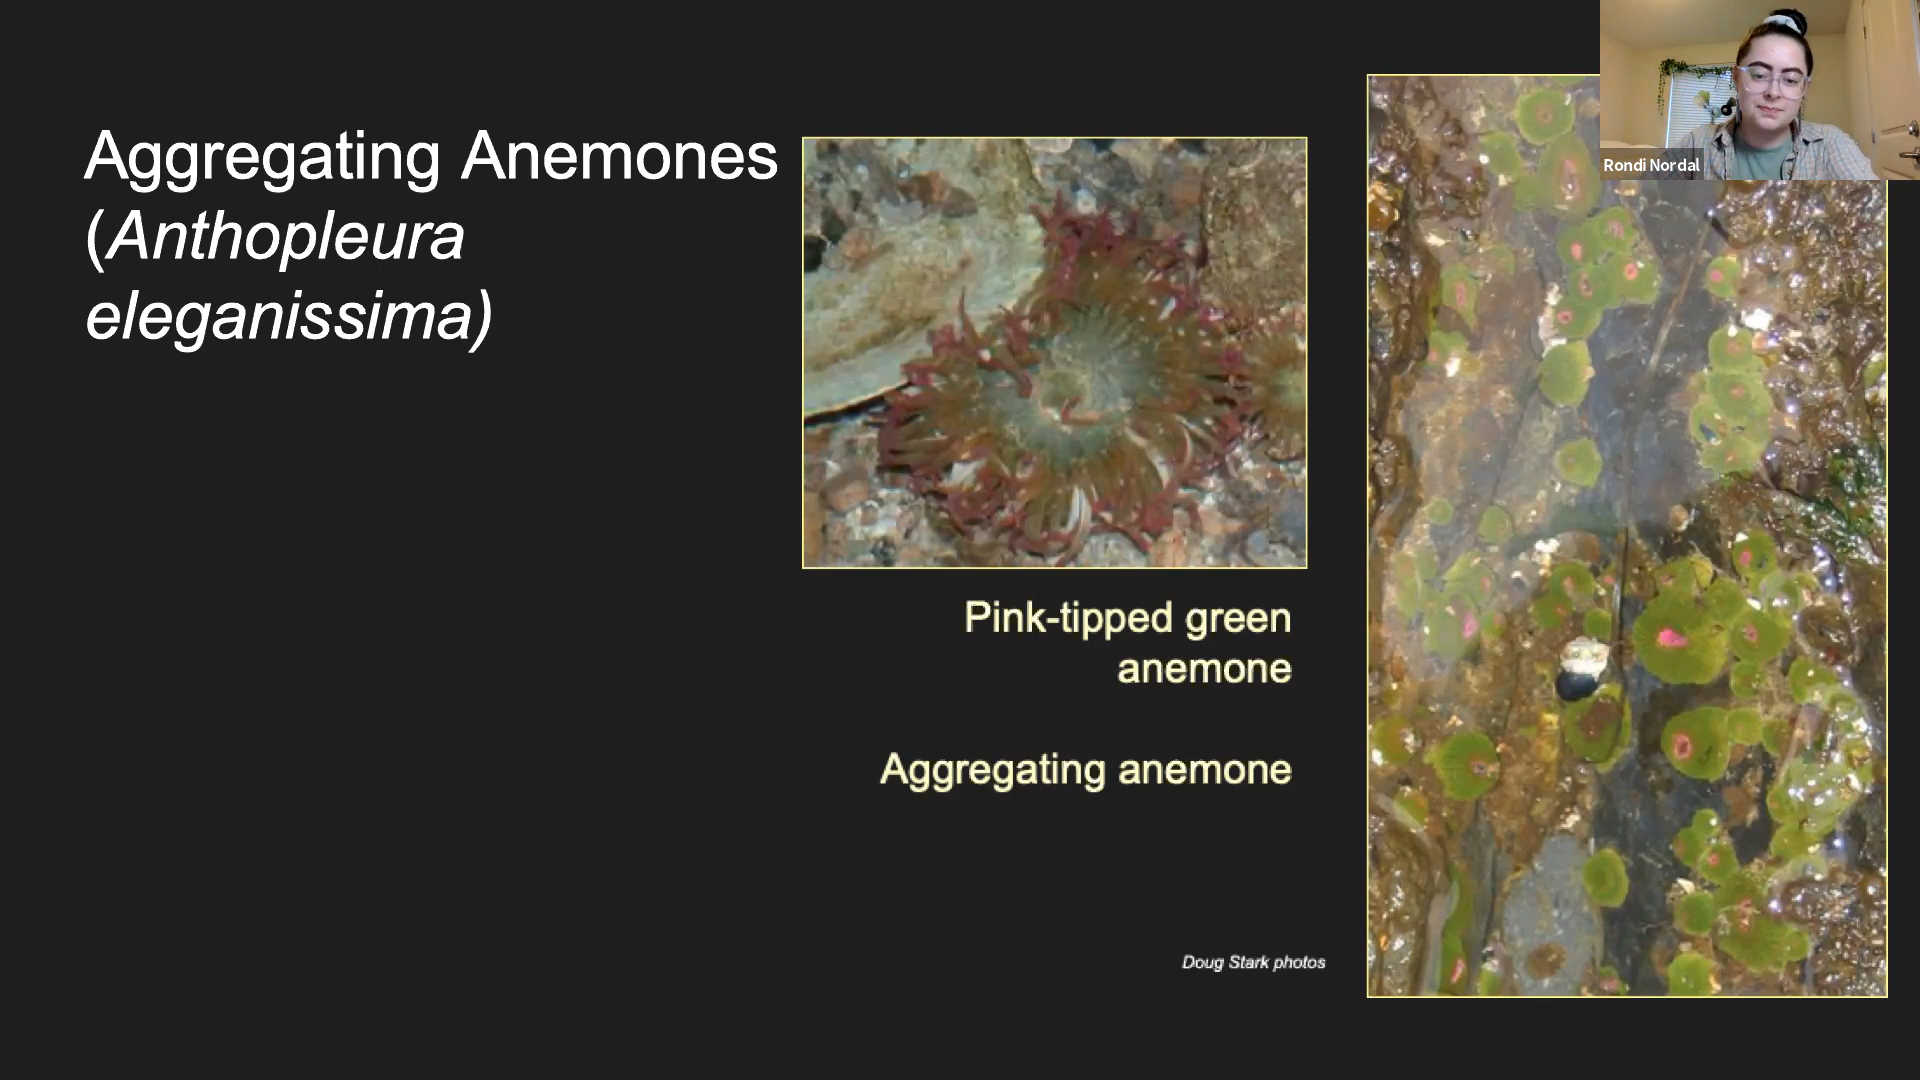 Aggregating Anemones
(Anthopleura
eleganissima)
Rondi Nordal
Pink-tipped green
anemone
Aggregating anemone
Doug Stark photos